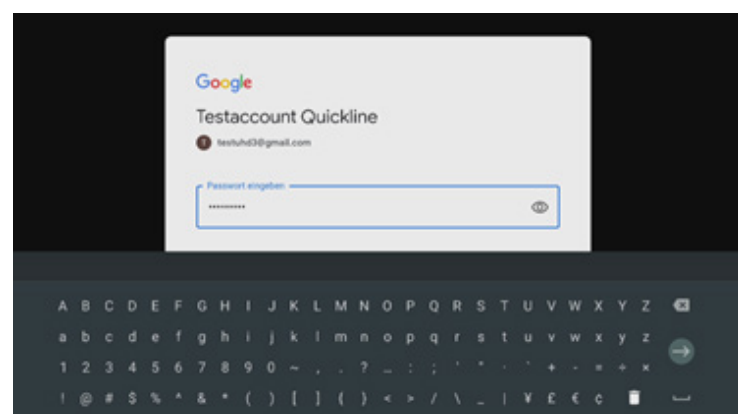 Google
Testaccount Quickline
T testuhd3@gmail.com
Passwort eingeben
••••••••••
A B C D E F G H I J K L M N O P Q R S T U V W X Y Z
a b c d e f g h i j k l m n o p q r s t u v w x y z
1 2 3 4 5 6 7 8 9 0 ~ , . ? … : ;
! @ # $ % ^ & * ( ) [ ] { } < > / \ _ | ¥ £ € ¢